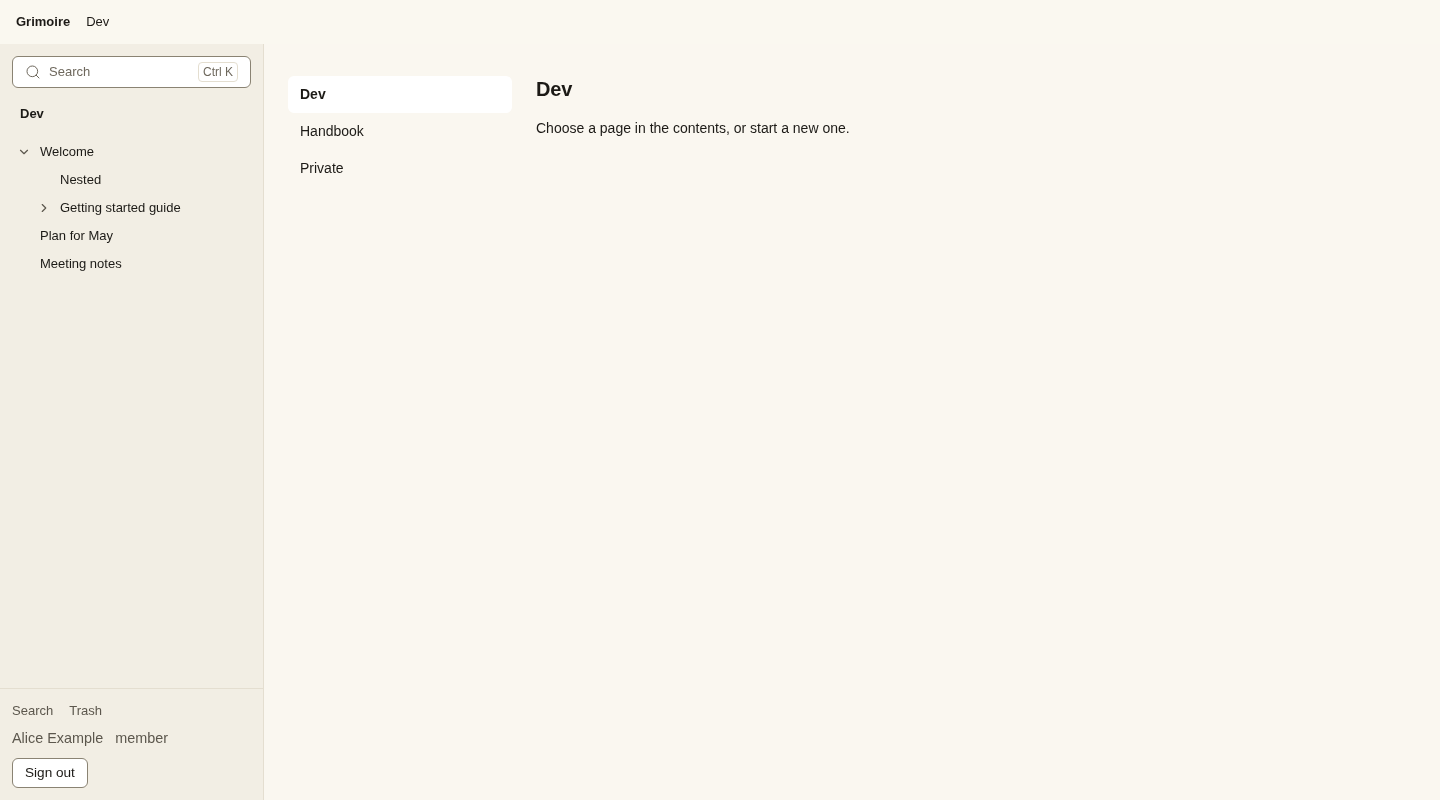 Grimoire Dev
Search Ctrl K
Dev
Welcome
Nested
Getting started guide
Plan for May
Meeting notes
Search Trash
Alice Example member
Sign out
Dev
Handbook
Private
Dev
Choose a page in the contents, or start a new one.